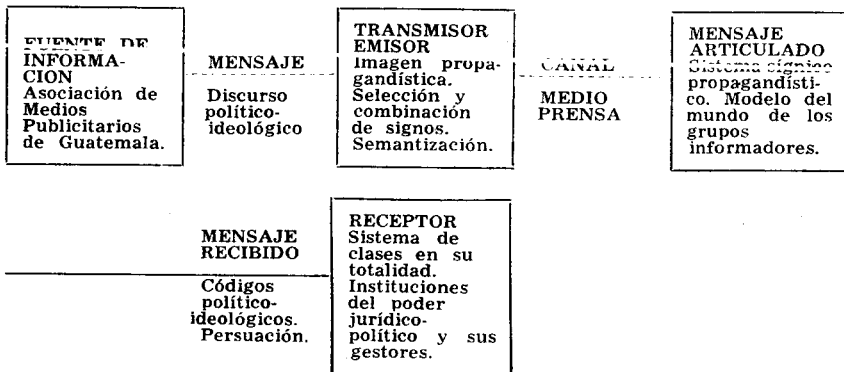 FUENTE DE
INFORMA-
CION
Asociación de
Medios
Publicitarios
de Guatemala.
MENSAJE
Discurso
político-
ideológico
TRANSMISOR
EMISOR
Imagen propa-
gandística.
Selección y
combinación
de signos.
Semantización.
CANAL
MEDIO
PRENSA
MENSAJE
ARTICULADO
Sistema sígnico
propagandísti-
co. Modelo del
mundo de los
grupos
informadores.
MENSAJE
RECIBIDO
Códigos
político-
ideológicos.
Persuación.
RECEPTOR
Sistema de
clases en su
totalidad.
Instituciones
del poder
jurídico-
político y sus
gestores.